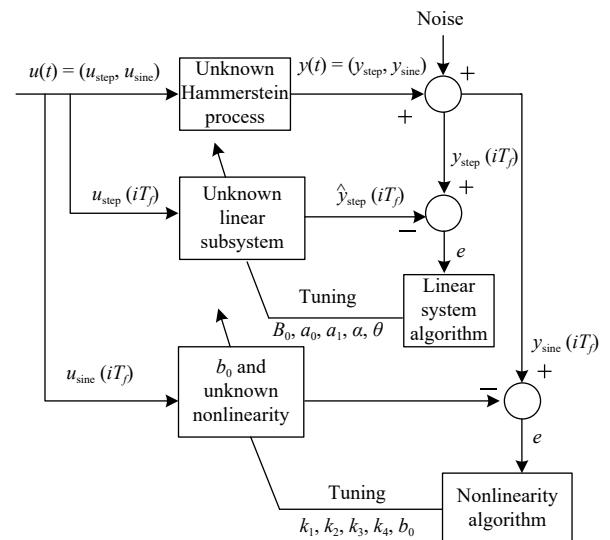 Noise
u(t) = (u_step, u_sine)
Unknown
Hammerstein
process
y(t) = (y_step, y_sine)
+
+
y_step (iT_f)
u_step (iT_f)
Unknown
linear
subsystem
ŷ_step (iT_f)
+
−
e
Tuning
B_0, a_0, a_1, α, θ
Linear
system
algorithm
y_sine (iT_f)
u_sine (iT_f)
b_0 and
unknown
nonlinearity
−
+
e
Tuning
k_1, k_2, k_3, k_4, b_0
Nonlinearity
algorithm